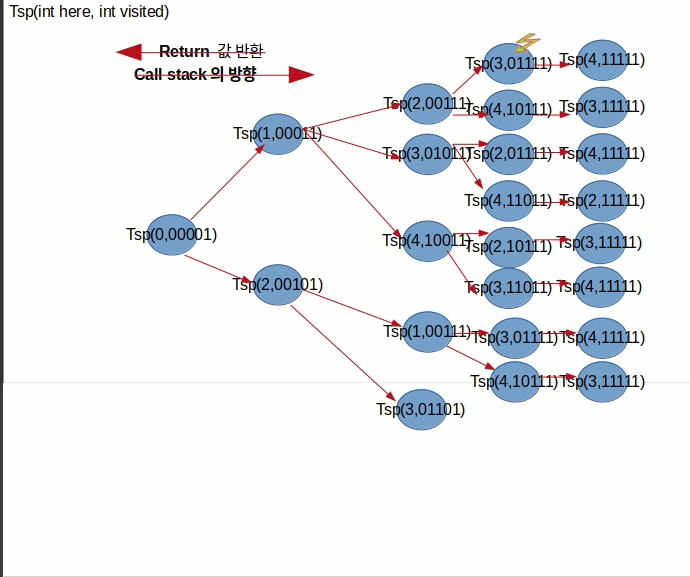 Tsp(int here, int visited)
Return 값 반환
Call stack 의 방향
Tsp(3,01111)
Tsp(4,11111)
Tsp(2,00111)
Tsp(4,10111)
Tsp(3,11111)
Tsp(1,00011)
Tsp(3,01011)
Tsp(2,01111)
Tsp(4,11111)
Tsp(4,11011)
Tsp(2,11111)
Tsp(0,00001)
Tsp(4,10011)
Tsp(2,10111)
Tsp(3,11111)
Tsp(2,00101)
Tsp(3,11011)
Tsp(4,11111)
Tsp(1,00111)
Tsp(3,01111)
Tsp(4,11111)
Tsp(4,10111)
Tsp(3,11111)
Tsp(3,01101)